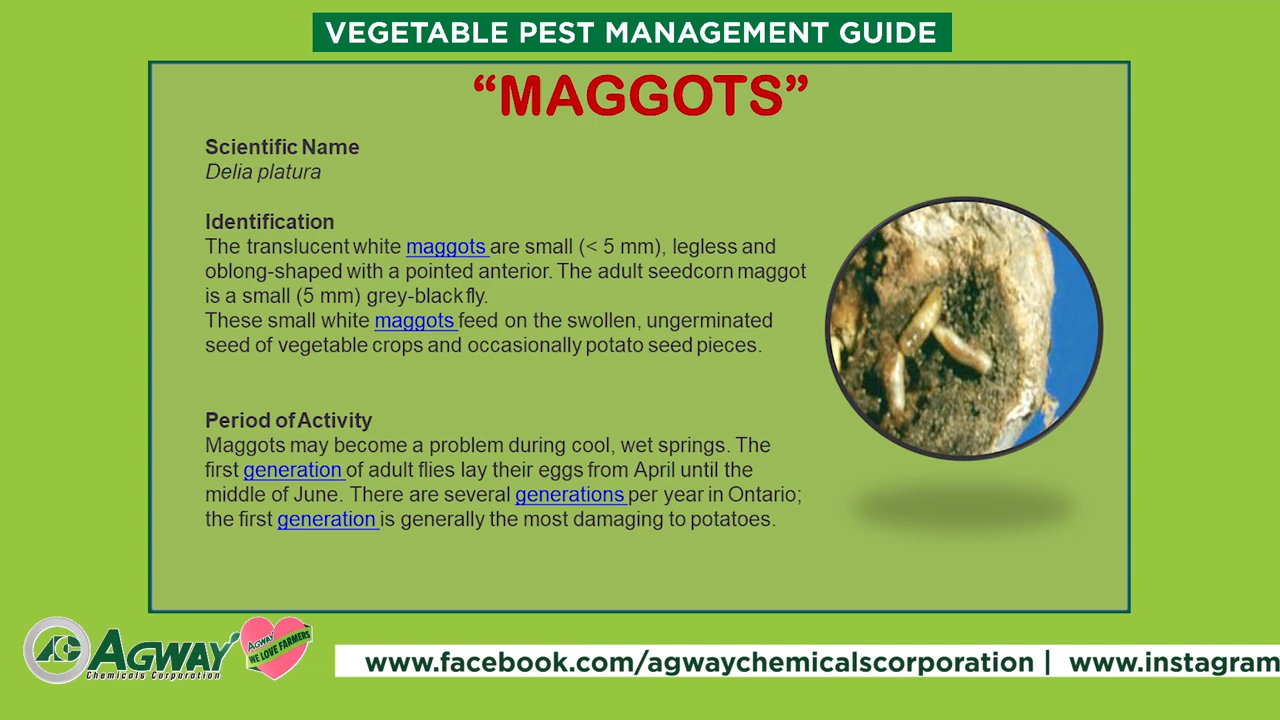 VEGETABLE PEST MANAGEMENT GUIDE
“MAGGOTS”
Scientific Name
Delia platura
Identification
The translucent white maggots are small (< 5 mm), legless and
oblong-shaped with a pointed anterior. The adult seedcorn maggot
is a small (5 mm) grey-black fly.
These small white maggots feed on the swollen, ungerminated
seed of vegetable crops and occasionally potato seed pieces.
Period of Activity
Maggots may become a problem during cool, wet springs. The
first generation of adult flies lay their eggs from April until the
middle of June. There are several generations per year in Ontario;
the first generation is generally the most damaging to potatoes.
AC AGWAY
Chemicals Corporation
AGWAY
WE LOVE FARMERS
www.facebook.com/agwaychemicalscorporation | www.instagram